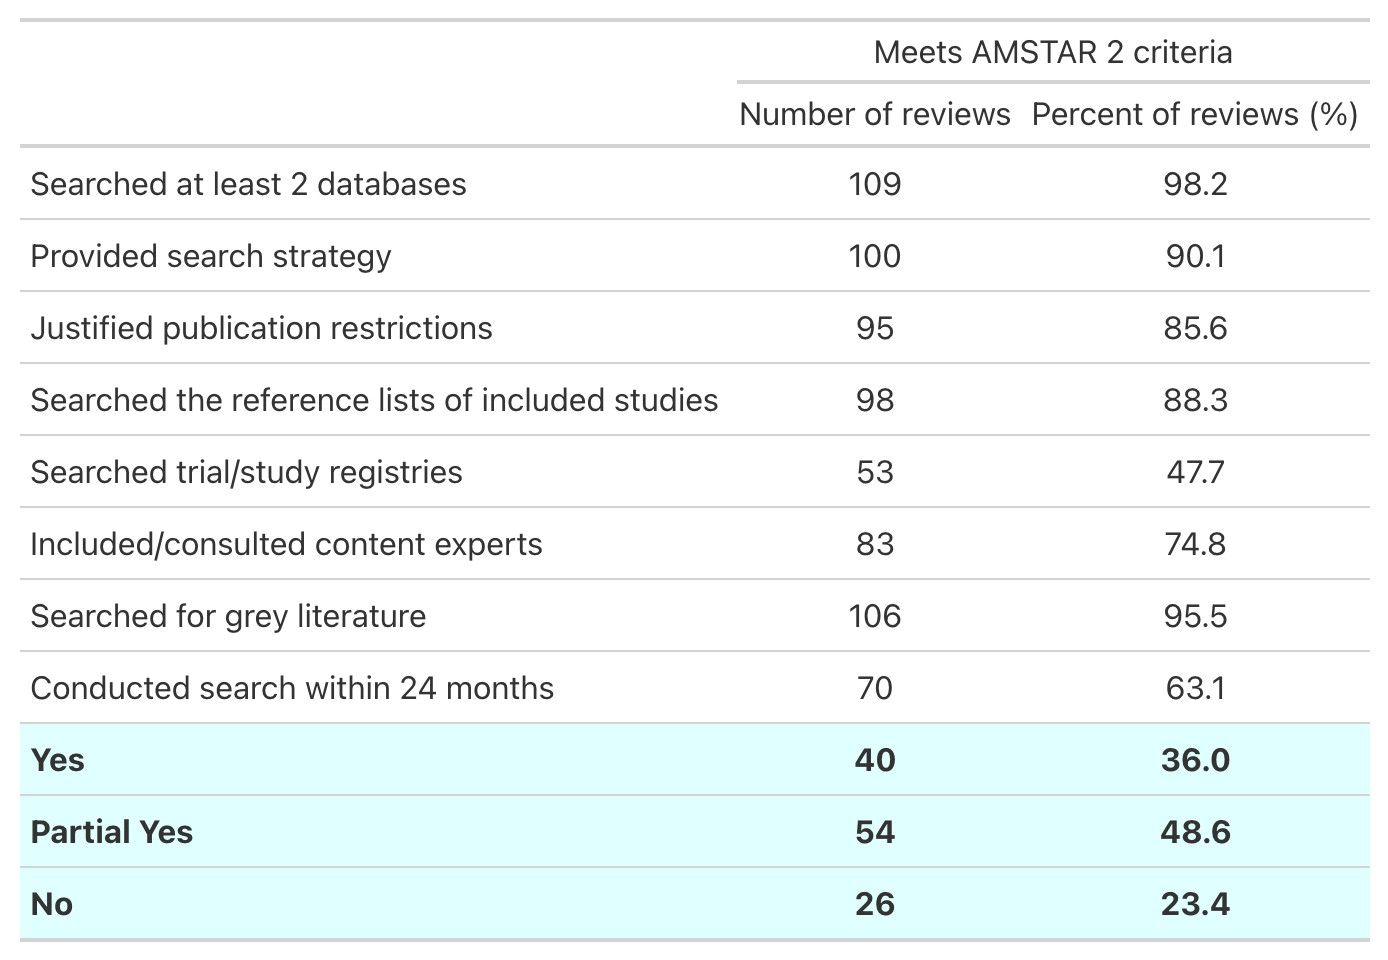 Meets AMSTAR 2 criteria
Number of reviews Percent of reviews (%)
Searched at least 2 databases 109 98.2
Provided search strategy 100 90.1
Justified publication restrictions 95 85.6
Searched the reference lists of included studies 98 88.3
Searched trial/study registries 53 47.7
Included/consulted content experts 83 74.8
Searched for grey literature 106 95.5
Conducted search within 24 months 70 63.1
Yes 40 36.0
Partial Yes 54 48.6
No 26 23.4